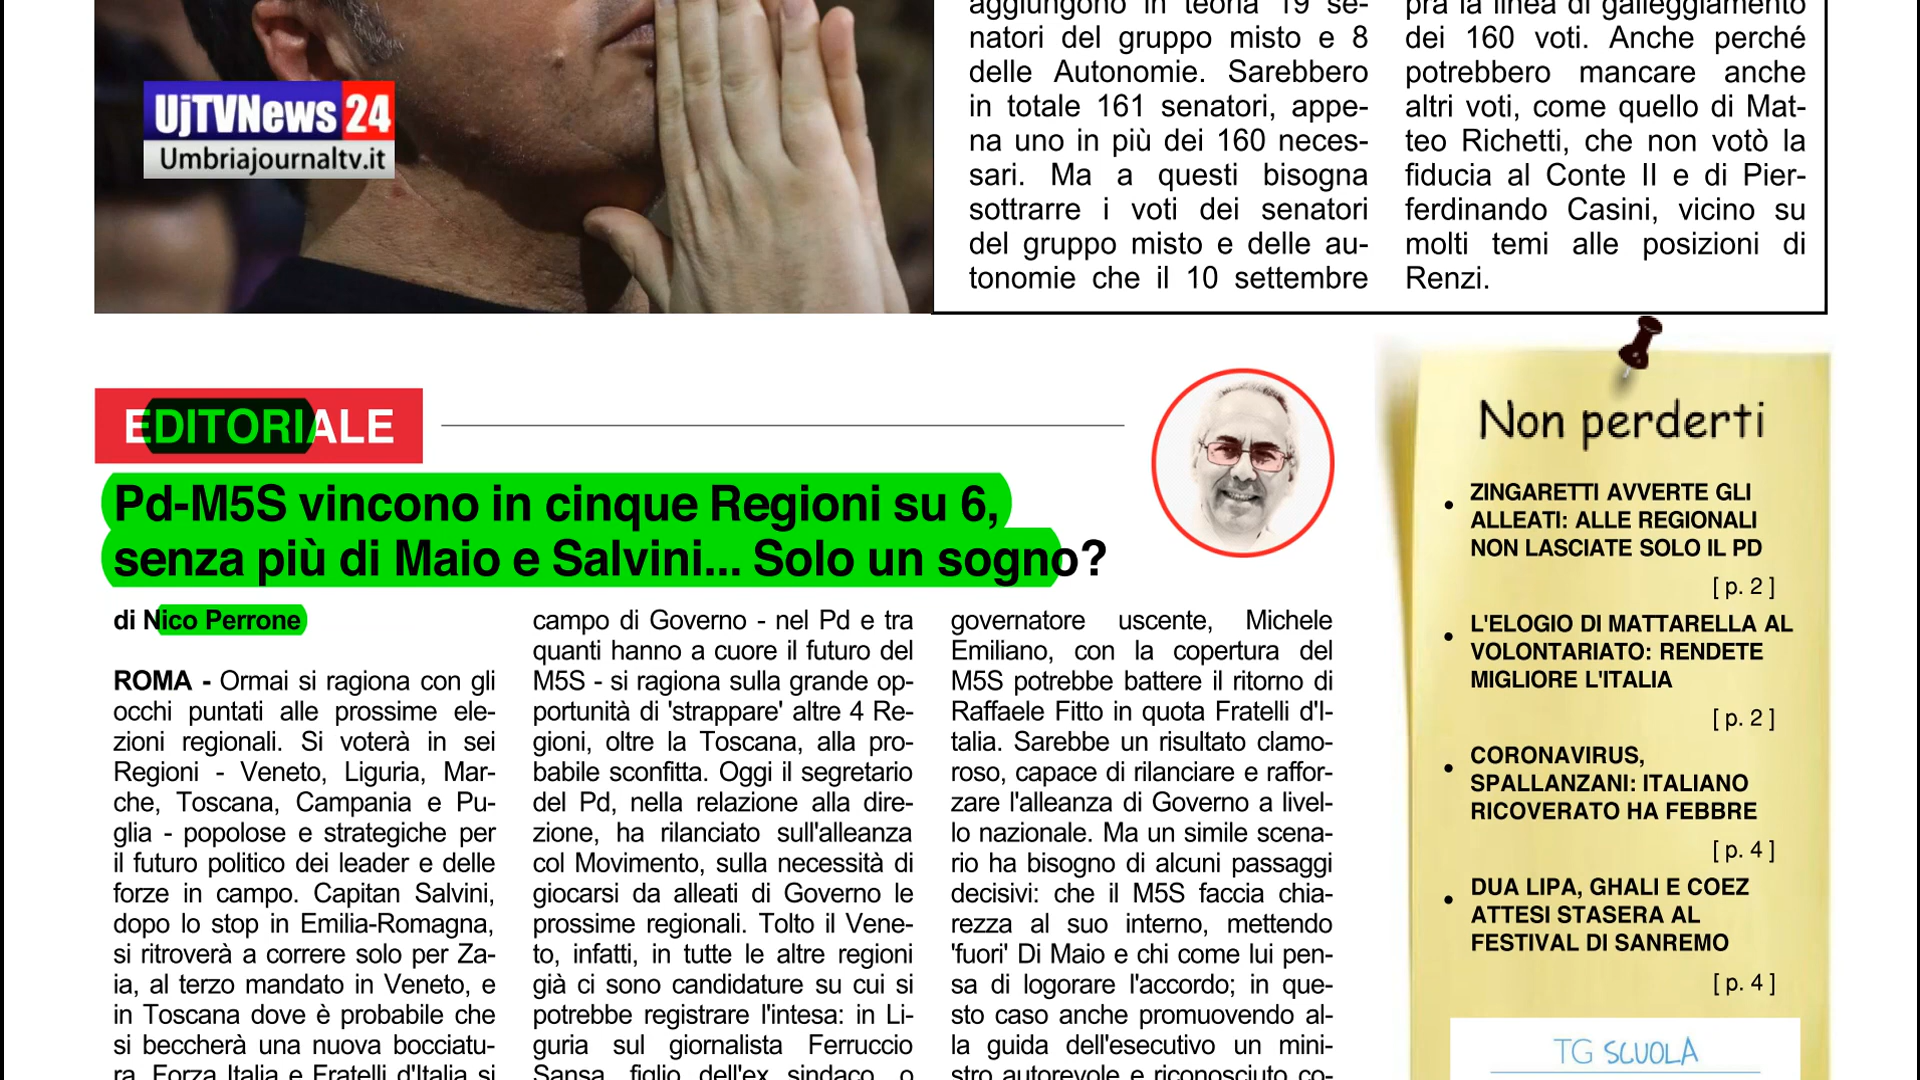 UjTVNews 24
Umbriajournaltv.it
aggiungono in teoria 19 se-
natori del gruppo misto e 8
delle Autonomie. Sarebbero
in totale 161 senatori, appe-
na uno in più dei 160 neces-
sari. Ma a questi bisogna
sottrarre i voti dei senatori
del gruppo misto e delle au-
tonomie che il 10 settembre
pra la linea di galleggiamento
dei 160 voti. Anche perché
potrebbero mancare anche
altri voti, come quello di Mat-
teo Richetti, che non votò la
fiducia al Conte II e di Pier-
ferdinando Casini, vicino su
molti temi alle posizioni di
Renzi.
EDITORIALE
Pd-M5S vincono in cinque Regioni su 6,
senza più di Maio e Salvini... Solo un sogno?
di Nico Perrone
ROMA - Ormai si ragiona con gli
occhi puntati alle prossime ele-
zioni regionali. Si voterà in sei
Regioni - Veneto, Liguria, Mar-
che, Toscana, Campania e Pu-
glia - popolose e strategiche per
il futuro politico dei leader e delle
forze in campo. Capitan Salvini,
dopo lo stop in Emilia-Romagna,
si ritroverà a correre solo per Za-
ia, al terzo mandato in Veneto, e
in Toscana dove è probabile che
si beccherà una nuova bocciatu-
ra. Forza Italia e Fratelli d'Italia si
campo di Governo - nel Pd e tra
quanti hanno a cuore il futuro del
M5S - si ragiona sulla grande op-
portunità di 'strappare' altre 4 Re-
gioni, oltre la Toscana, alla pro-
babile sconfitta. Oggi il segretario
del Pd, nella relazione alla dire-
zione, ha rilanciato sull'alleanza
col Movimento, sulla necessità di
giocarsi da alleati di Governo le
prossime regionali. Tolto il Vene-
to, infatti, in tutte le altre regioni
già ci sono candidature su cui si
potrebbe registrare l'intesa: in Li-
guria sul giornalista Ferruccio
Sansa, figlio dell'ex sindaco, o
governatore uscente, Michele
Emiliano, con la copertura del
M5S potrebbe battere il ritorno di
Raffaele Fitto in quota Fratelli d'I-
talia. Sarebbe un risultato clamo-
roso, capace di rilanciare e raffor-
zare l'alleanza di Governo a livel-
lo nazionale. Ma un simile scena-
rio ha bisogno di alcuni passaggi
decisivi: che il M5S faccia chia-
rezza al suo interno, mettendo
'fuori' Di Maio e chi come lui pen-
sa di logorare l'accordo; in que-
sto caso anche promuovendo al-
la guida dell'esecutivo un mini-
stro autorevole e riconosciuto co-
Non perderti
• ZINGARETTI AVVERTE GLI
ALLEATI: ALLE REGIONALI
NON LASCIATE SOLO IL PD
[ p. 2 ]
• L'ELOGIO DI MATTARELLA AL
VOLONTARIATO: RENDETE
MIGLIORE L'ITALIA
[ p. 2 ]
• CORONAVIRUS,
SPALLANZANI: ITALIANO
RICOVERATO HA FEBBRE
[ p. 4 ]
• DUA LIPA, GHALI E COEZ
ATTESI STASERA AL
FESTIVAL DI SANREMO
[ p. 4 ]
TG SCUOLA